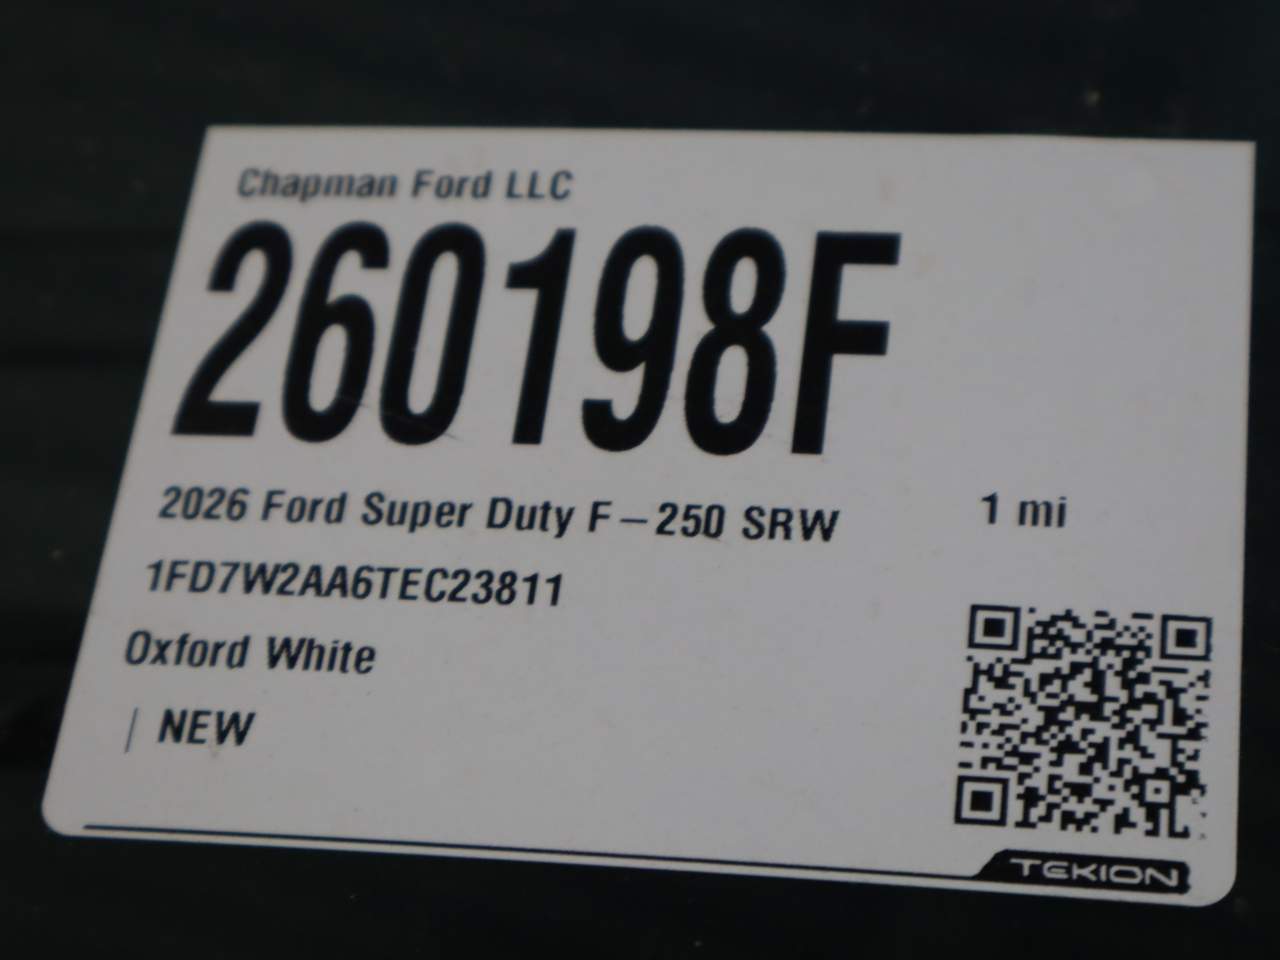 Chapman Ford LLC
260198F
2026 Ford Super Duty F-250 SRW 1 mi
1FD7W2AA6TEC23811
Oxford White
| NEW
TEKION